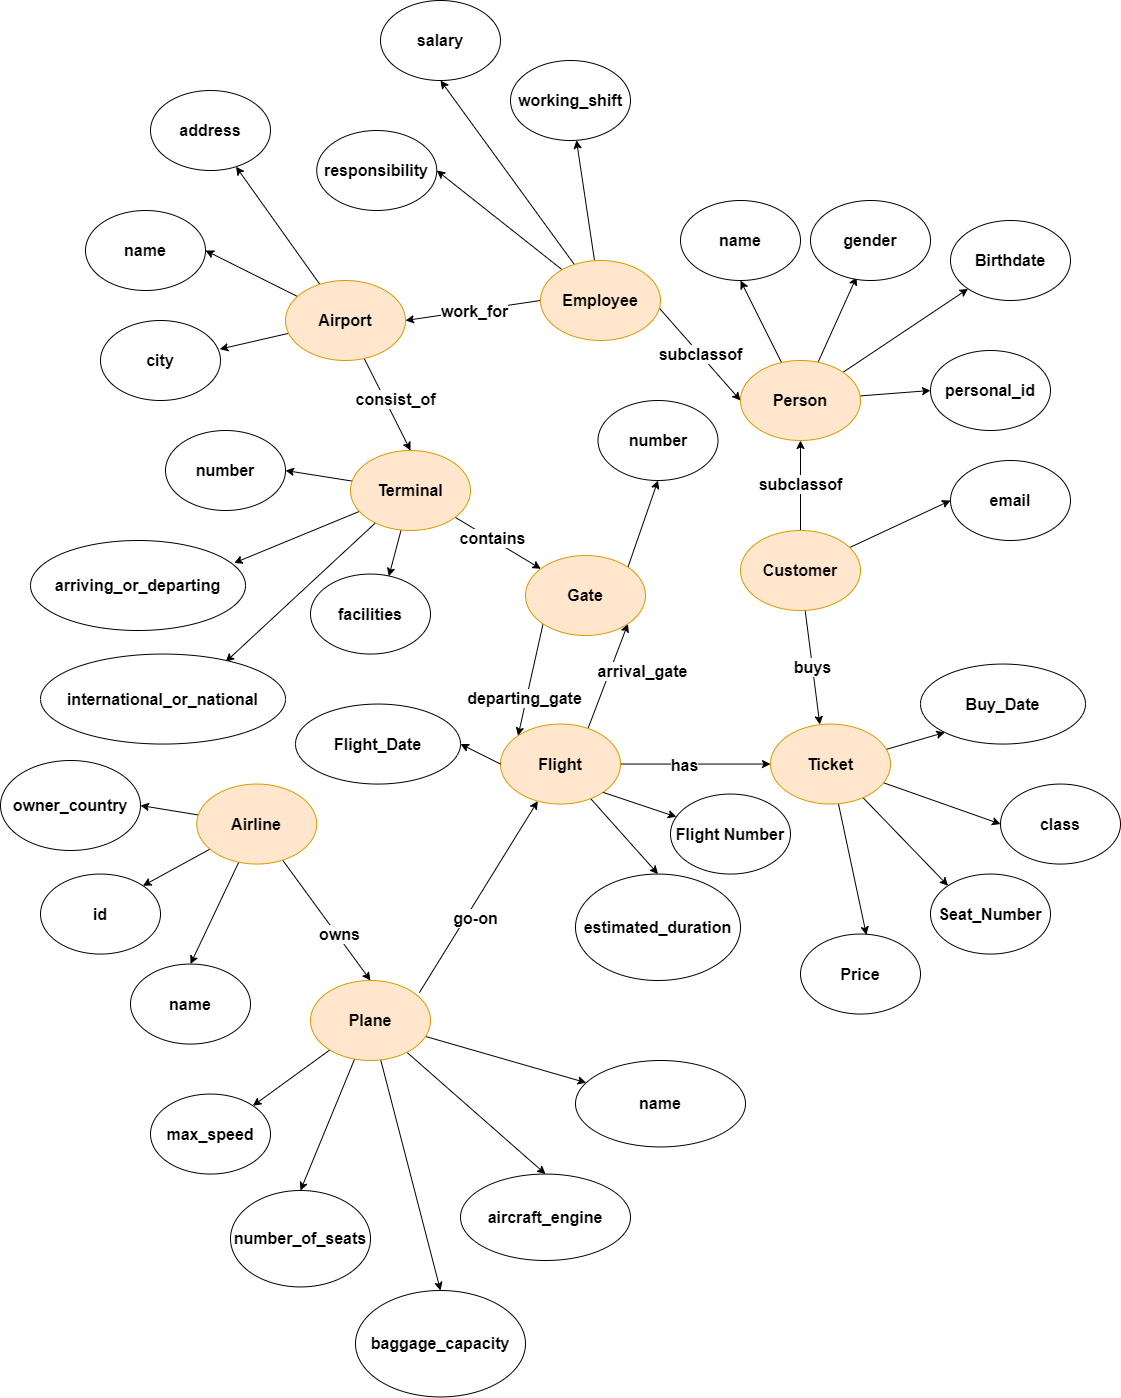 salary
working_shift
address
responsibility
name
name
gender
Birthdate
Employee
Airport
work_for
city
subclassof
personal_id
Person
consist_of
number
number
Terminal
subclassof
email
contains
Customer
arriving_or_departing
Gate
facilities
buys
arrival_gate
international_or_national
departing_gate
Buy_Date
Flight_Date
Flight
has
Ticket
owner_country
Airline
Flight Number
class
id
go-on
Seat_Number
estimated_duration
owns
Price
name
Plane
name
max_speed
aircraft_engine
number_of_seats
baggage_capacity